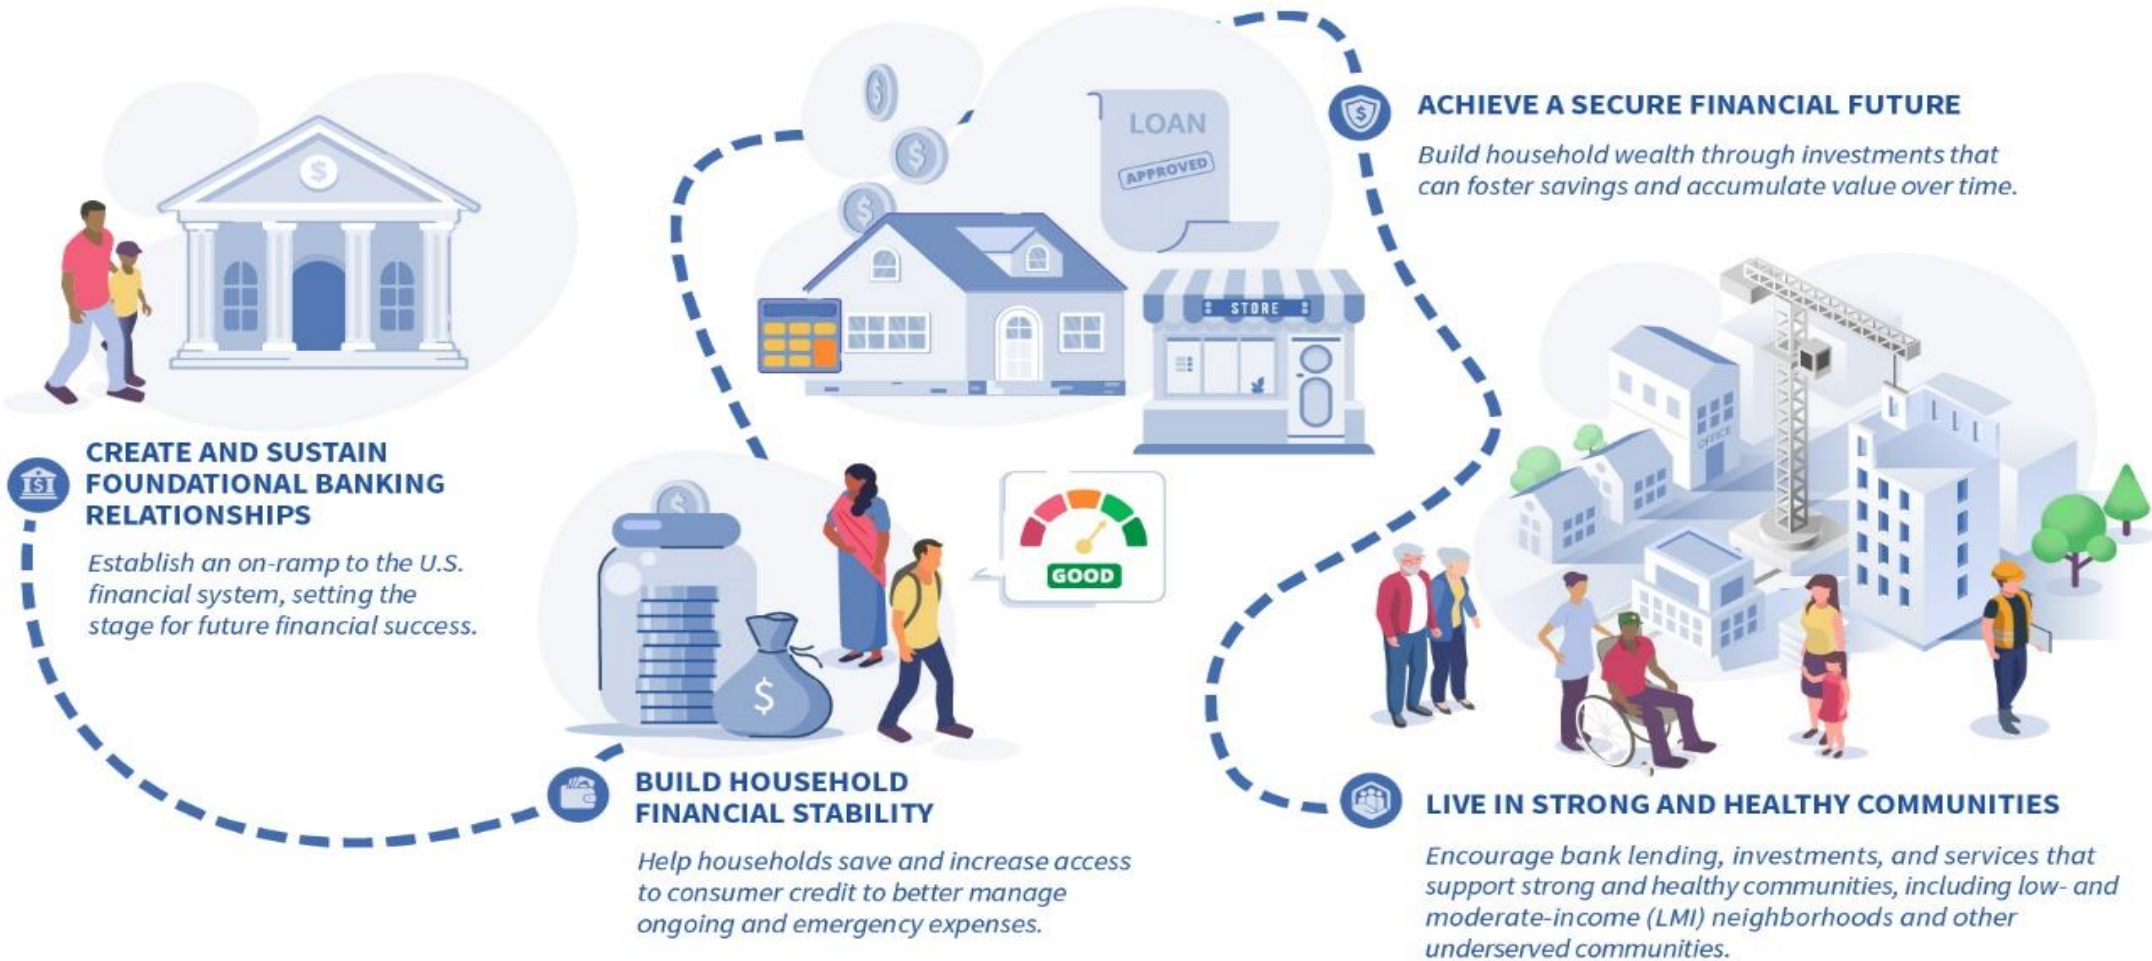 CREATE AND SUSTAIN
FOUNDATIONAL BANKING
RELATIONSHIPS
Establish an on-ramp to the U.S.
financial system, setting the
stage for future financial success.
$
$
$
BUILD HOUSEHOLD
FINANCIAL STABILITY
Help households save and increase access
to consumer credit to better manage
ongoing and emergency expenses.
GOOD
$
$
$
LOAN
APPROVED
STORE
ACHIEVE A SECURE FINANCIAL FUTURE
Build household wealth through investments that
can foster savings and accumulate value over time.
OFFICE
LIVE IN STRONG AND HEALTHY COMMUNITIES
Encourage bank lending, investments, and services that
support strong and healthy communities, including low- and
moderate-income (LMI) neighborhoods and other
underserved communities.